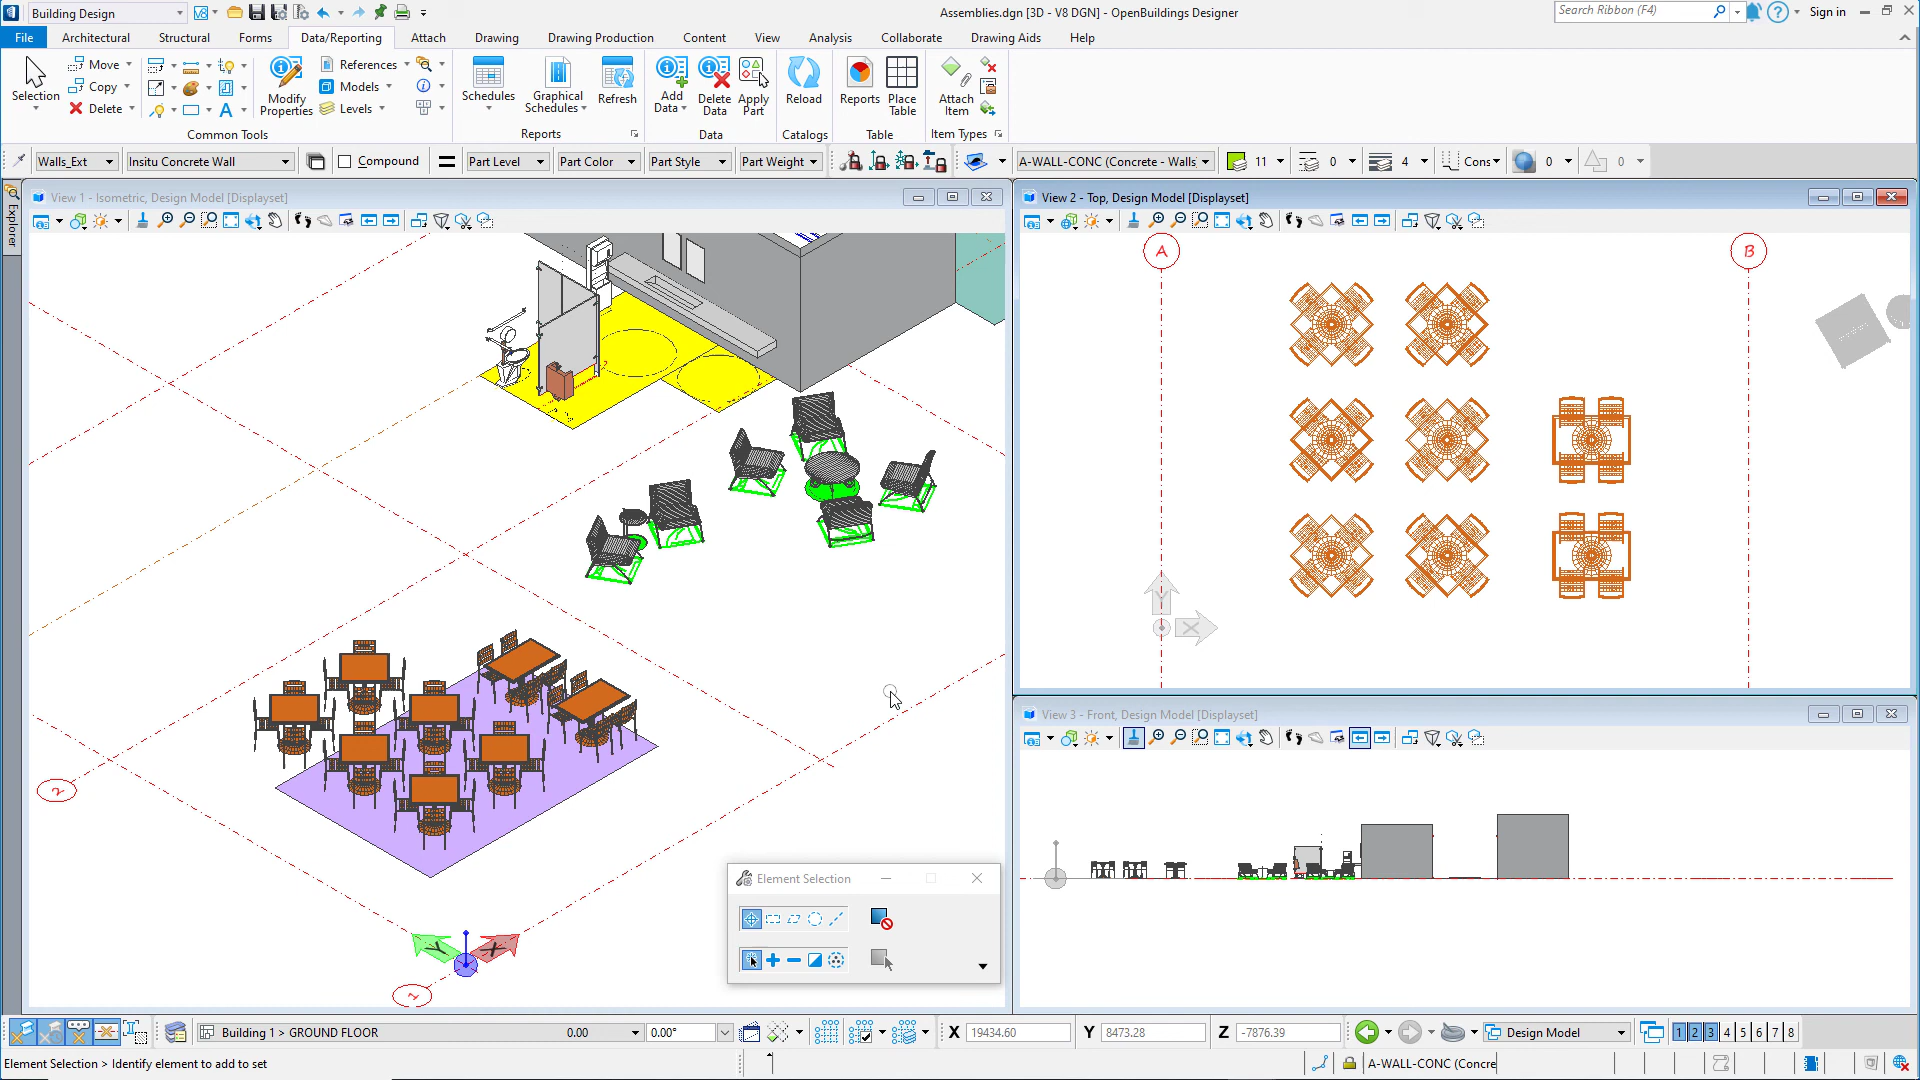 Building Design
Assemblies.dgn [3D - V8 DGN] - OpenBuildings Designer
Search Ribbon (F4)
Sign in
File
Architectural
Structural
Forms
Data/Reporting
Attach
Drawing
Drawing Production
Content
View
Analysis
Collaborate
Drawing Aids
Help
Selection
Move
Copy
Delete
Modify Properties
References
Models
Levels
Common Tools
Schedules
Graphical Schedules
Refresh
Reports
Add Data
Delete Data
Apply Part
Data
Reload
Catalogs
Reports
Place Table
Table
Attach Item
Item Types
Walls_Ext
Insitu Concrete Wall
Compound
Part Level
Part Color
Part Style
Part Weight
A-WALL-CONC (Concrete - Walls)
11
0
4
Cons
0
0
Explorer
View 1 - Isometric, Design Model [Displayset]
View 2 - Top, Design Model [Displayset]
A
B
Y
X
View 3 - Front, Design Model [Displayset]
2
1
Y
X
Element Selection
Building 1 > GROUND FLOOR
0.00
0.00°
X
19434.60
Y
8473.28
Z
-7876.39
Design Model
1 2 3 4 5 6 7 8
Element Selection > Identify element to add to set
A-WALL-CONC (Concre